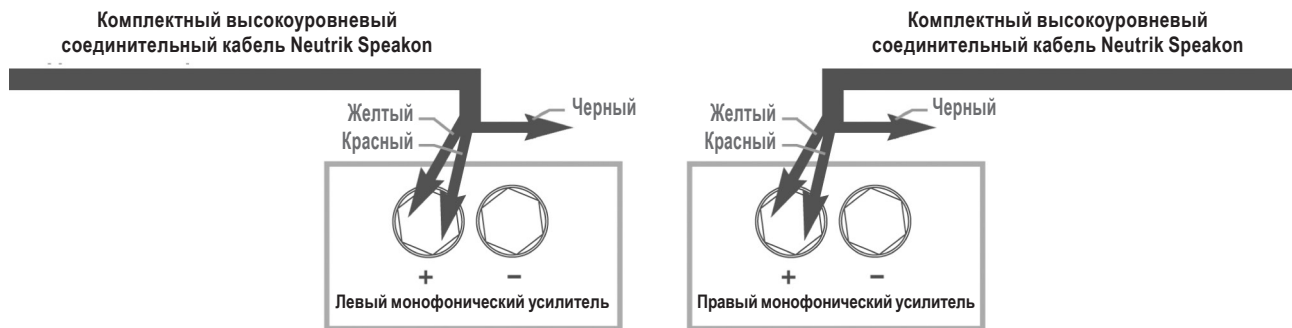 Комплектный высокоуровневый
соединительный кабель Neutrik Speakon
Желтый
Черный
Красный
+ −
Левый монофонический усилитель
Комплектный высокоуровневый
соединительный кабель Neutrik Speakon
Желтый
Черный
Красный
+ −
Правый монофонический усилитель